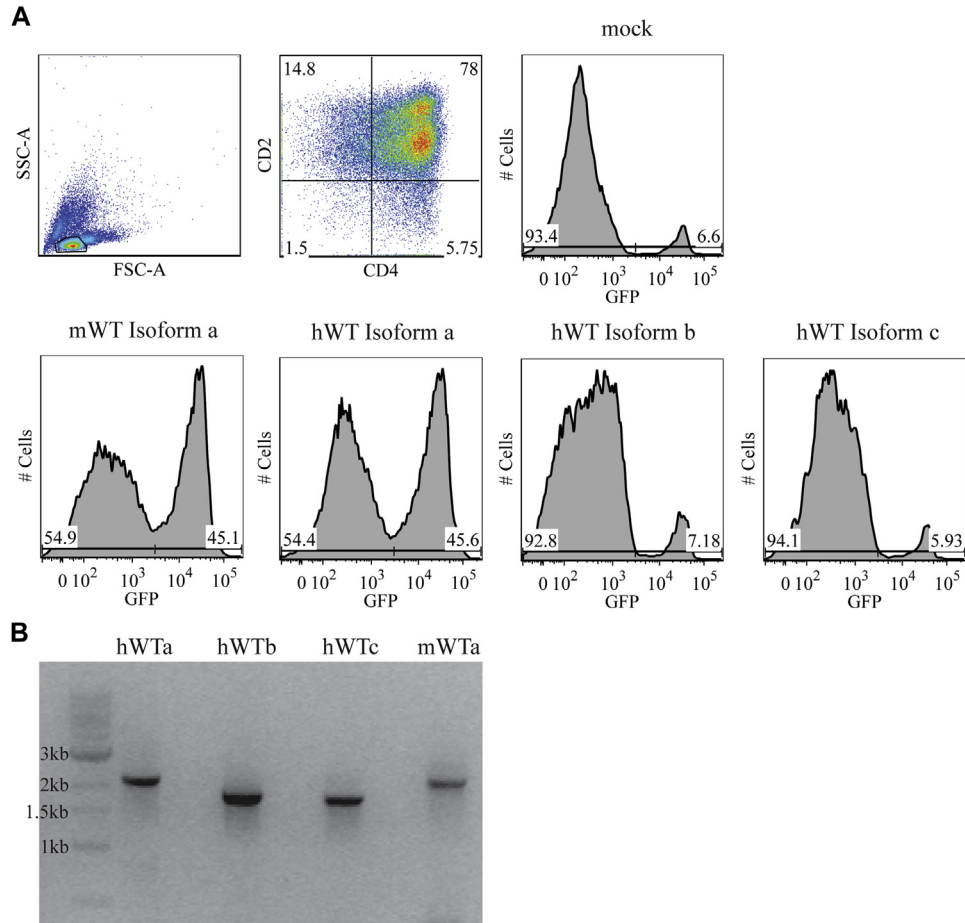 A
mock
14.8 78
SSC-A
CD2
# Cells
1.5 5.75
93.4 6.6
FSC-A
CD4
0 10² 10³ 10⁴ 10⁵
GFP
mWT Isoform a
hWT Isoform a
hWT Isoform b
hWT Isoform c
# Cells
54.9 45.1
0 10² 10³ 10⁴ 10⁵
GFP
# Cells
54.4 45.6
0 10² 10³ 10⁴ 10⁵
GFP
# Cells
92.8 7.18
0 10² 10³ 10⁴ 10⁵
GFP
# Cells
94.1 5.93
0 10² 10³ 10⁴ 10⁵
GFP
B
hWTa hWTb hWTc mWTa
3kb
2kb
1.5kb
1kb